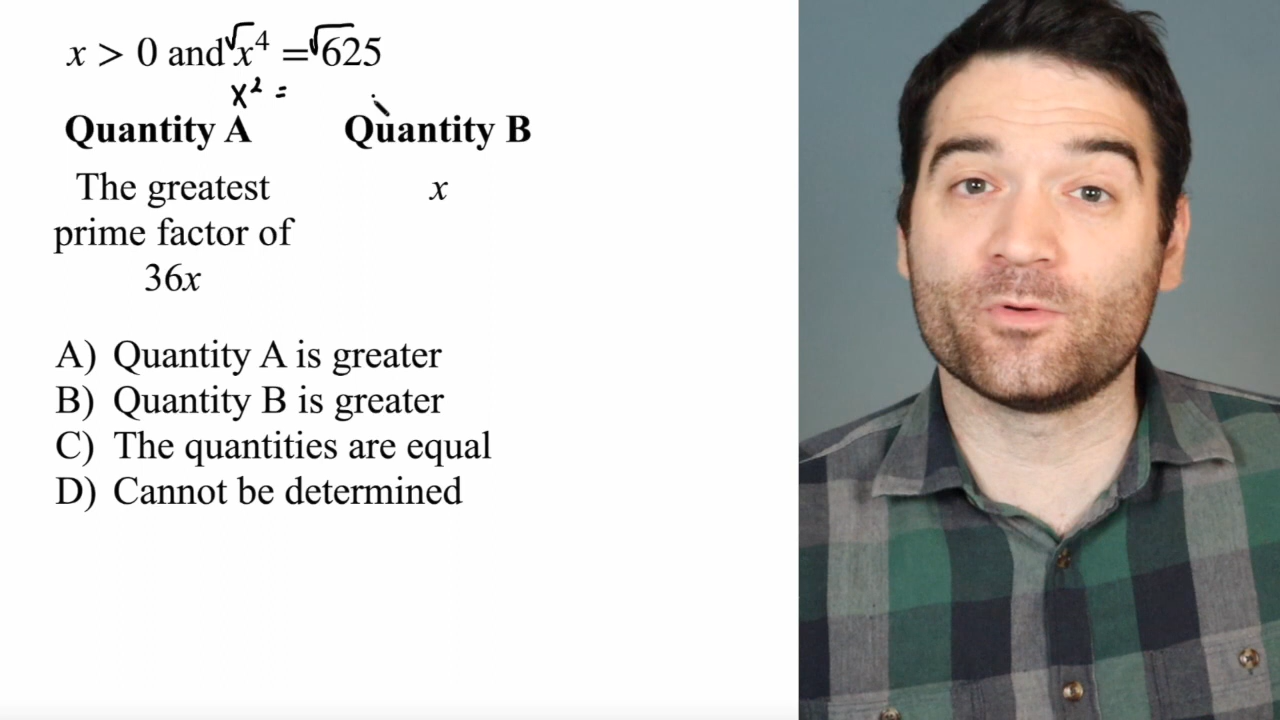 x > 0 and √x⁴ = √625
x² =
Quantity A Quantity B
The greatest x
prime factor of
36x
A) Quantity A is greater
B) Quantity B is greater
C) The quantities are equal
D) Cannot be determined